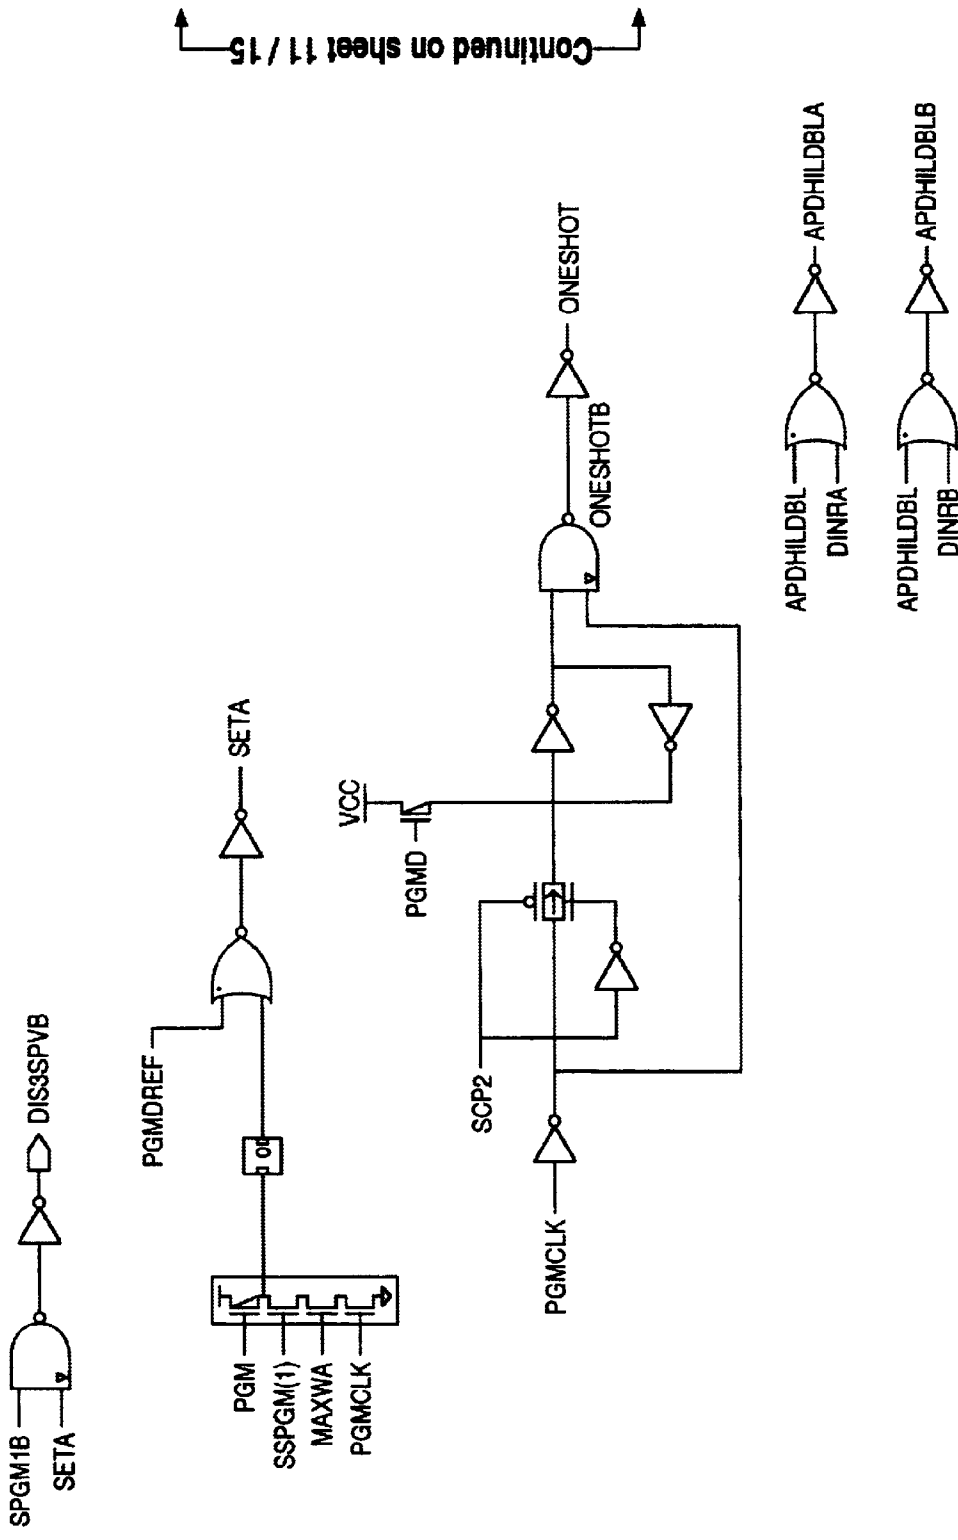 Continued on sheet 11 / 15
SPGM1B
SETA
DIS3SPVB
PGMDREF
SETA
PGM
SSPGM(1)
MAXWA
PGMCLK
VCC
PGMD
SCP2
PGMCLK
ONESHOTB
ONESHOT
APDHILDBL
DINRA
APDHILDBLA
APDHILDBL
DINRB
APDHILDBLB